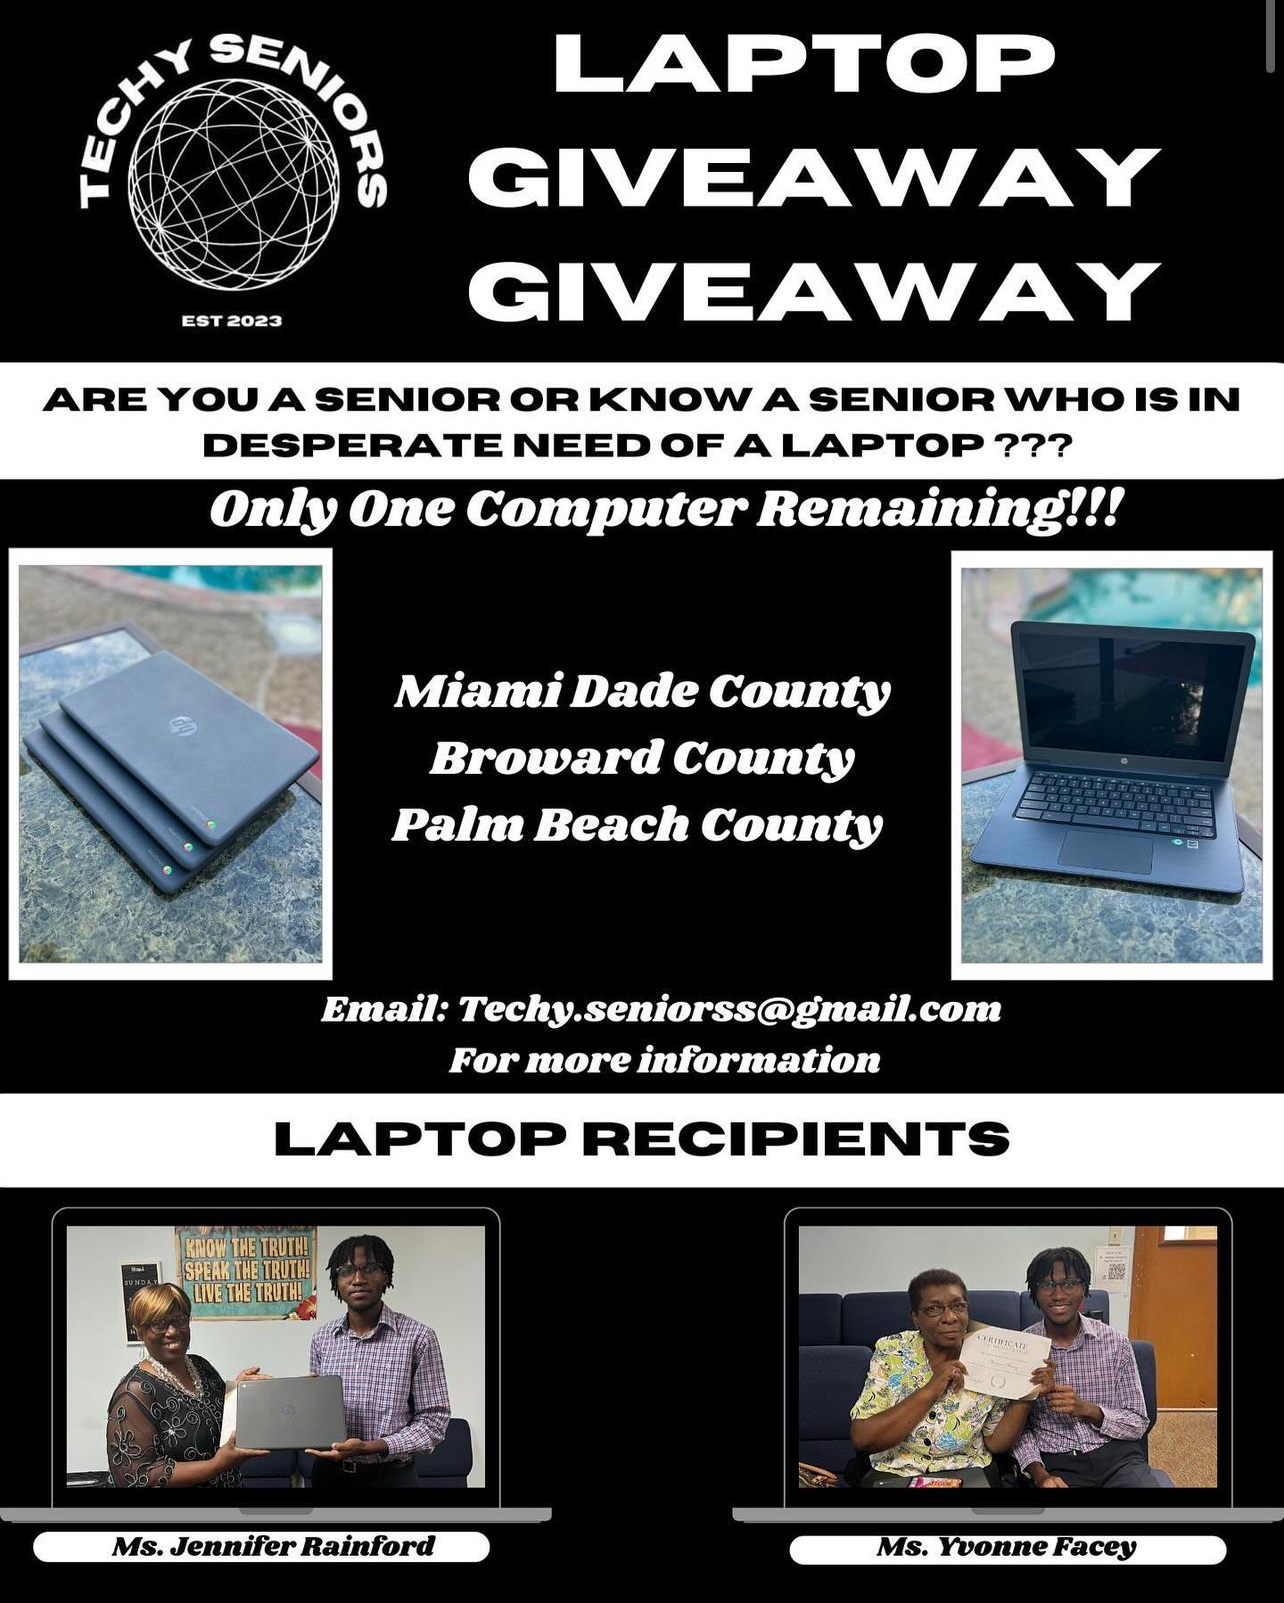 TECHY SENIORS
EST 2023
LAPTOP
GIVEAWAY
GIVEAWAY
ARE YOU A SENIOR OR KNOW A SENIOR WHO IS IN
DESPERATE NEED OF A LAPTOP ???
Only One Computer Remaining!!!
Miami Dade County
Broward County
Palm Beach County
hp
Email: Techy.seniorss@gmail.com
For more information
LAPTOP RECIPIENTS
KNOW THE TRUTH!
SPEAK THE TRUTH!
LIVE THE TRUTH!
SUNDAY
CERTIFICATE
Ms. Jennifer Rainford
Ms. Yvonne Facey